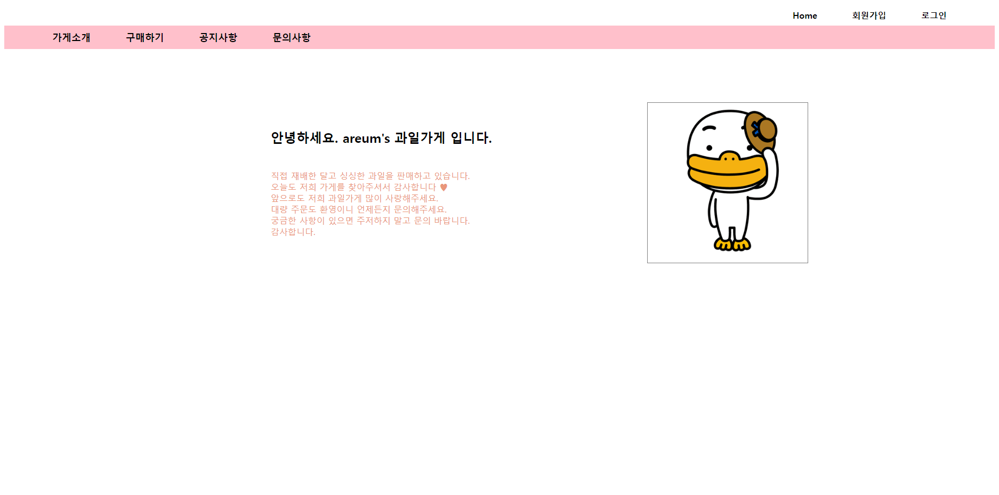 Home 회원가입 로그인
가게소개 구매하기 공지사항 문의사항
안녕하세요. areum's 과일가게 입니다.
직접 재배한 달고 싱싱한 과일을 판매하고 있습니다.
오늘도 저희 가게를 찾아주셔서 감사합니다 ♥
앞으로도 저희 과일가게 많이 사랑해주세요.
대량 주문도 환영이니 언제든지 문의해주세요.
궁금한 사항이 있으면 주저하지 말고 문의 바랍니다.
감사합니다.